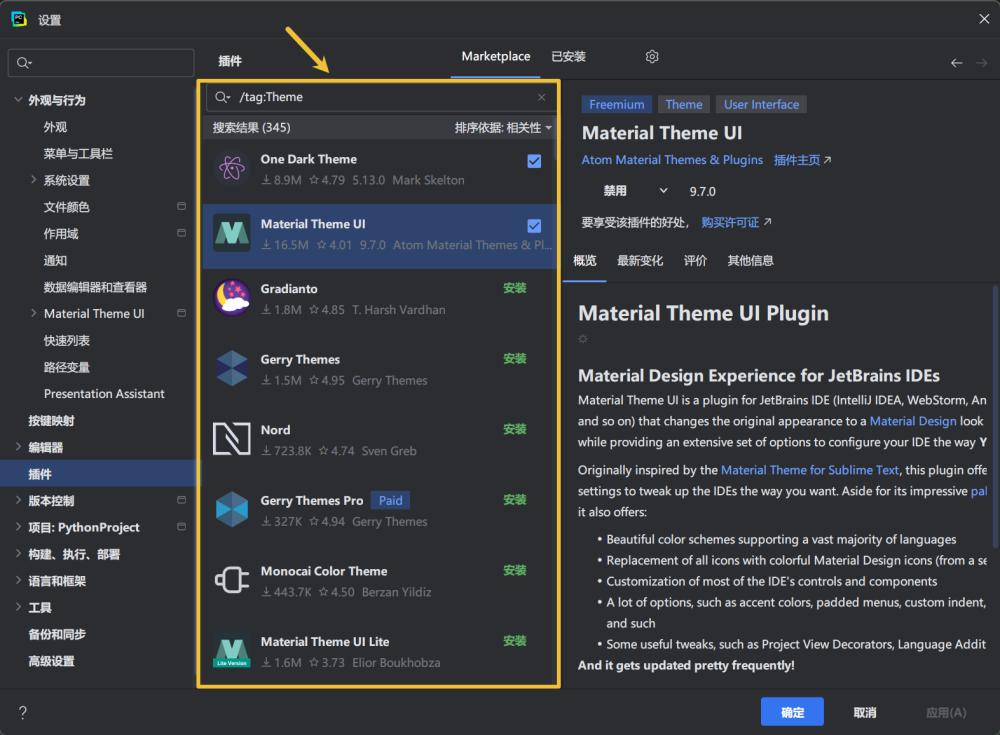 PC
设置
外观与行为
外观
菜单与工具栏
系统设置
文件颜色
作用域
通知
数据编辑器和查看器
Material Theme UI
快速列表
路径变量
Presentation Assistant
按键映射
编辑器
插件
版本控制
项目: PythonProject
构建、执行、部署
语言和框架
工具
备份和同步
高级设置
插件
Marketplace
已安装
/tag:Theme
搜索结果 (345)
排序依据: 相关性
One Dark Theme
8.9M 4.79 5.13.0 Mark Skelton
Material Theme UI
16.5M 4.01 9.7.0 Atom Material Themes & Pl...
Gradianto
安装
1.8M 4.85 T. Harsh Vardhan
Gerry Themes
安装
1.5M 4.95 Gerry Themes
Nord
安装
723.8K 4.74 Sven Greb
Gerry Themes Pro Paid
安装
327K 4.94 Gerry Themes
Monocai Color Theme
安装
443.7K 4.50 Berzan Yildiz
Lite Version
Material Theme UI Lite
安装
1.6M 3.73 Elior Boukhobza
Freemium Theme User Interface
Material Theme UI
Atom Material Themes & Plugins 插件主页
禁用 9.7.0
要享受该插件的好处， 购买许可证
概览 最新变化 评价 其他信息
Material Theme UI Plugin
Material Design Experience for JetBrains IDEs
Material Theme UI is a plugin for JetBrains IDE (IntelliJ IDEA, WebStorm, An
and so on) that changes the original appearance to a Material Design look
while providing an extensive set of options to configure your IDE the way Y
Originally inspired by the Material Theme for Sublime Text, this plugin offe
settings to tweak up the IDEs the way you want. Aside for its impressive pal
it also offers:
• Beautiful color schemes supporting a vast majority of languages
• Replacement of all icons with colorful Material Design icons (from a se
• Customization of most of the IDE's controls and components
• A lot of options, such as accent colors, padded menus, custom indent,
and such
• Some useful tweaks, such as Project View Decorators, Language Addit
And it gets updated pretty frequently!
?
确定
取消
应用(A)